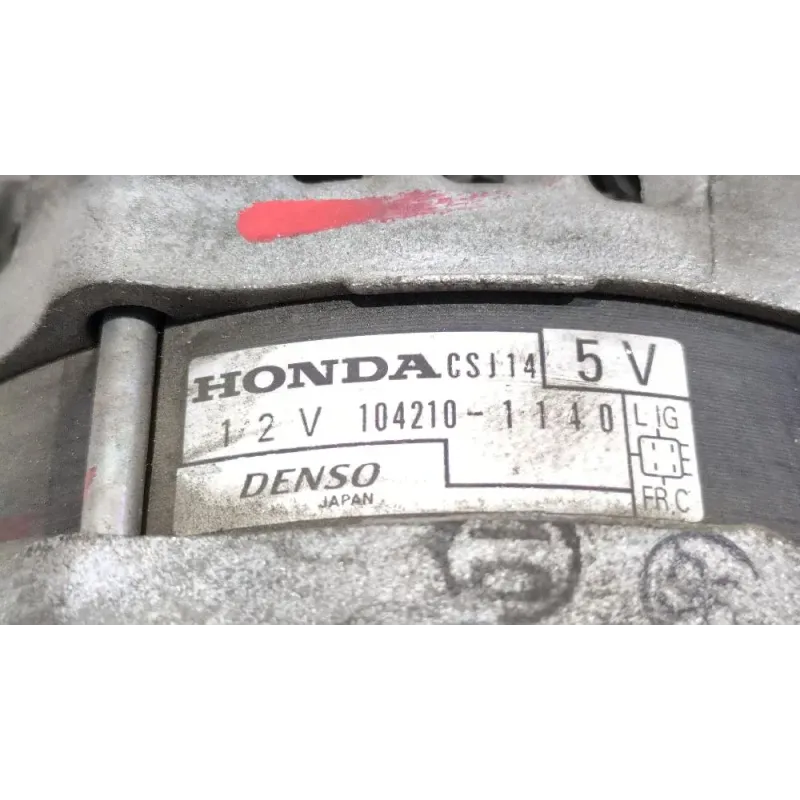 HONDA CSJ14 5V
12V 104210-1140
L IG
E
DENSO
JAPAN
FR C